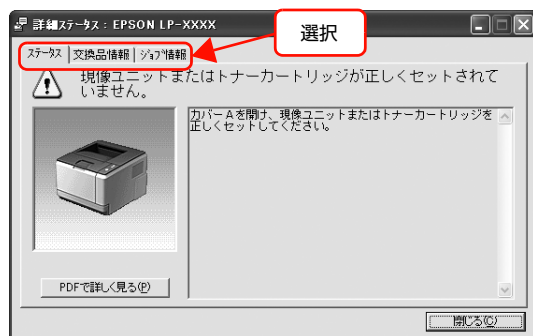 詳細ステータス : EPSON LP-XXXX
選択
ステータス 交換品情報 ジョブ情報
現像ユニットまたはトナーカートリッジが正しくセットされて
いません。
カバーAを開け、現像ユニットまたはトナーカートリッジを
正しくセットしてください。
PDFで詳しく見る(P)
閉じる(C)